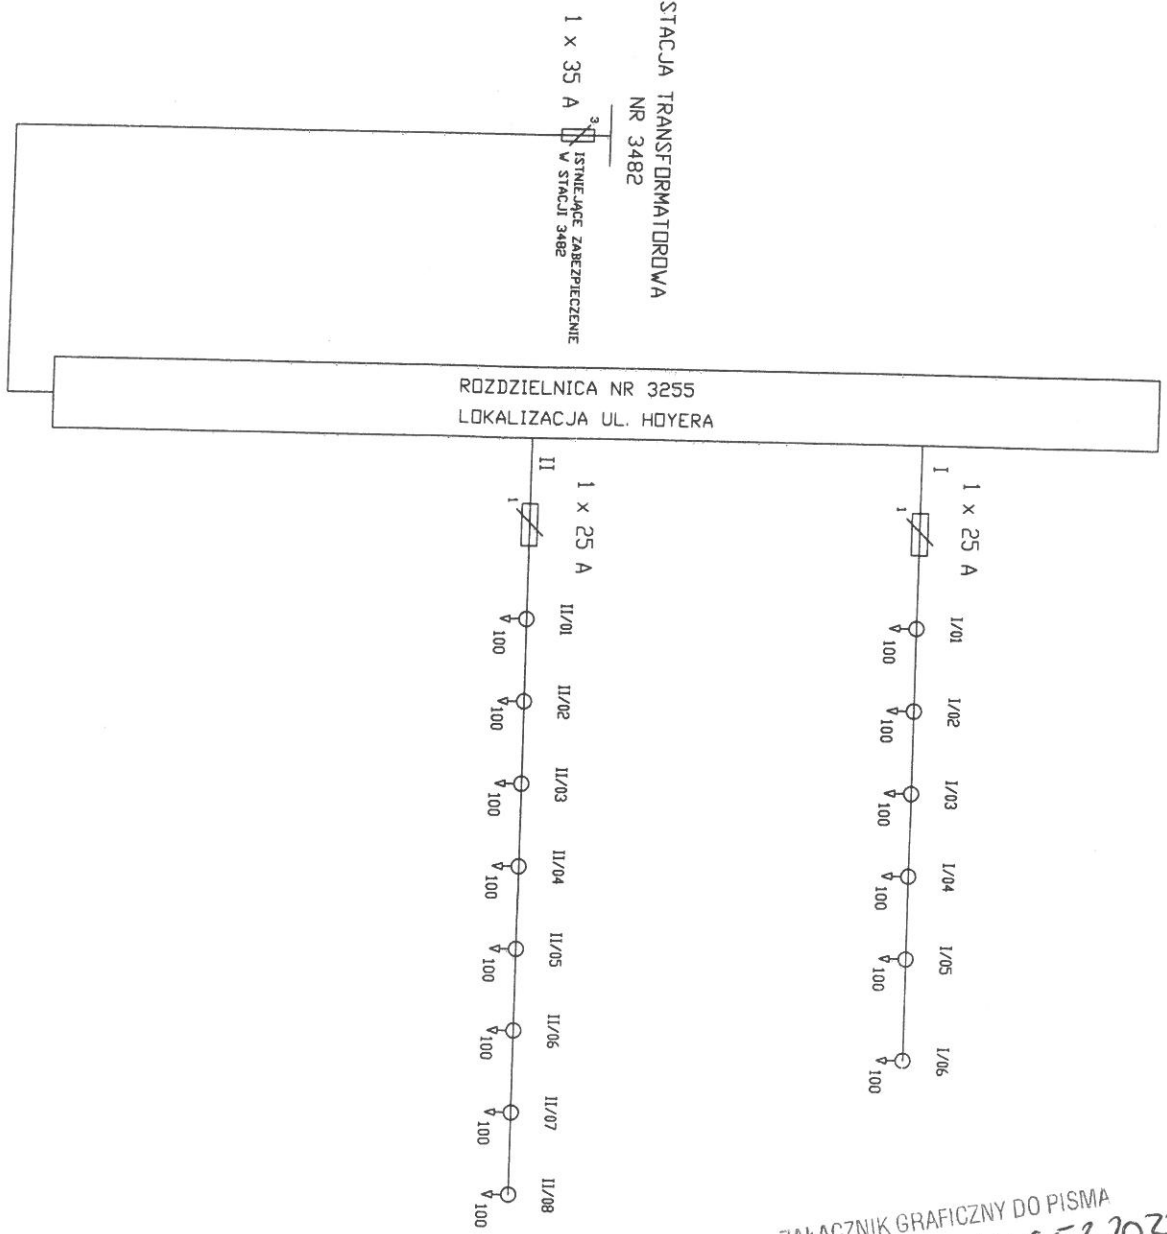 STACJA TRANSFORMATOROWA
NR 3482
1 x 35 A
3
ISTNIEJĄCE ZABEZPIECZENIE
W STACJI 3482
ROZDZIELNICA NR 3255
LOKALIZACJA UL. HOYERA
I
1 x 25 A
1
I/01
100
I/02
100
I/03
100
I/04
100
I/05
100
I/06
100
II
1 x 25 A
1
II/01
100
II/02
100
II/03
100
II/04
100
II/05
100
II/06
100
II/07
100
II/08
100
GRAFICZNY DO PISMA